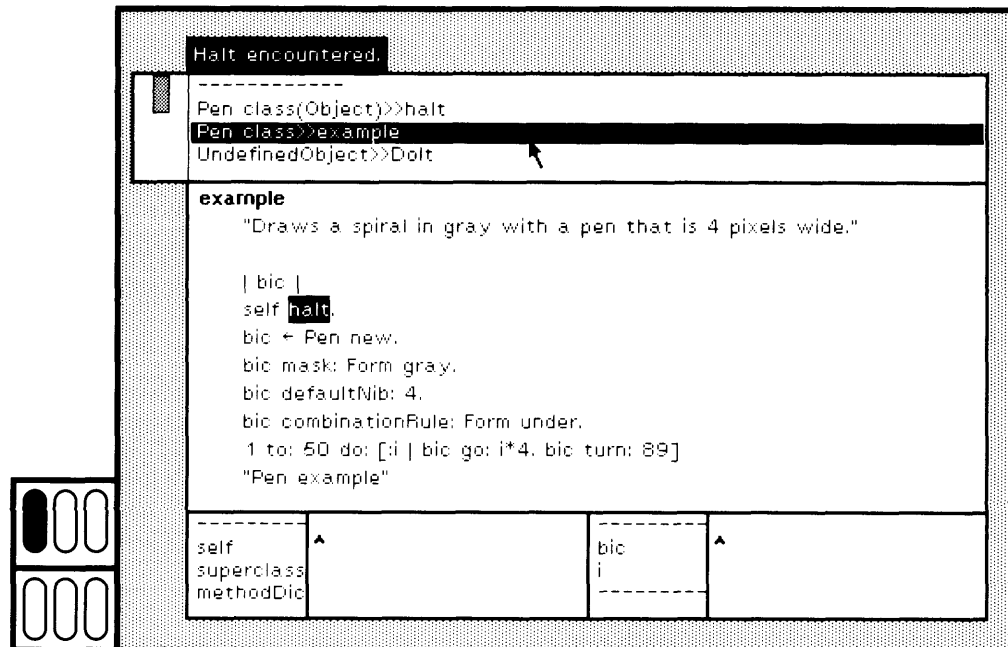 Halt encountered.
------------
Pen class(Object)>>halt
Pen class>>example
UndefinedObject>>DoIt
example
"Draws a spiral in gray with a pen that is 4 pixels wide."
| bic |
self halt.
bic ← Pen new.
bic mask: Form gray.
bic defaultNib: 4.
bic combinationRule: Form under.
1 to: 50 do: [:i | bic go: i*4. bic turn: 89]
"Pen example"
------------
self
superclass
methodDic
^
------------
bic
i
------------
^